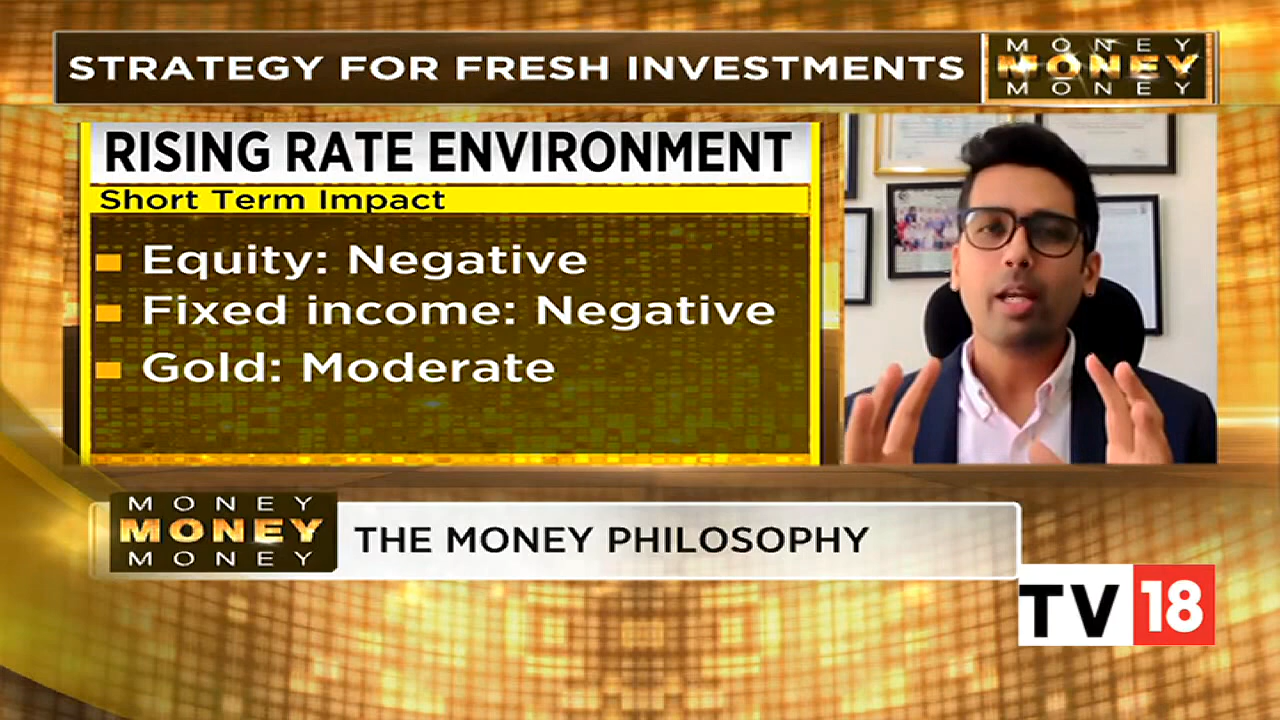 STRATEGY FOR FRESH INVESTMENTS
MONEY
MONEY
MONEY
RISING RATE ENVIRONMENT
Short Term Impact
Equity: Negative
Fixed income: Negative
Gold: Moderate
MONEY
MONEY
MONEY
THE MONEY PHILOSOPHY
TV18